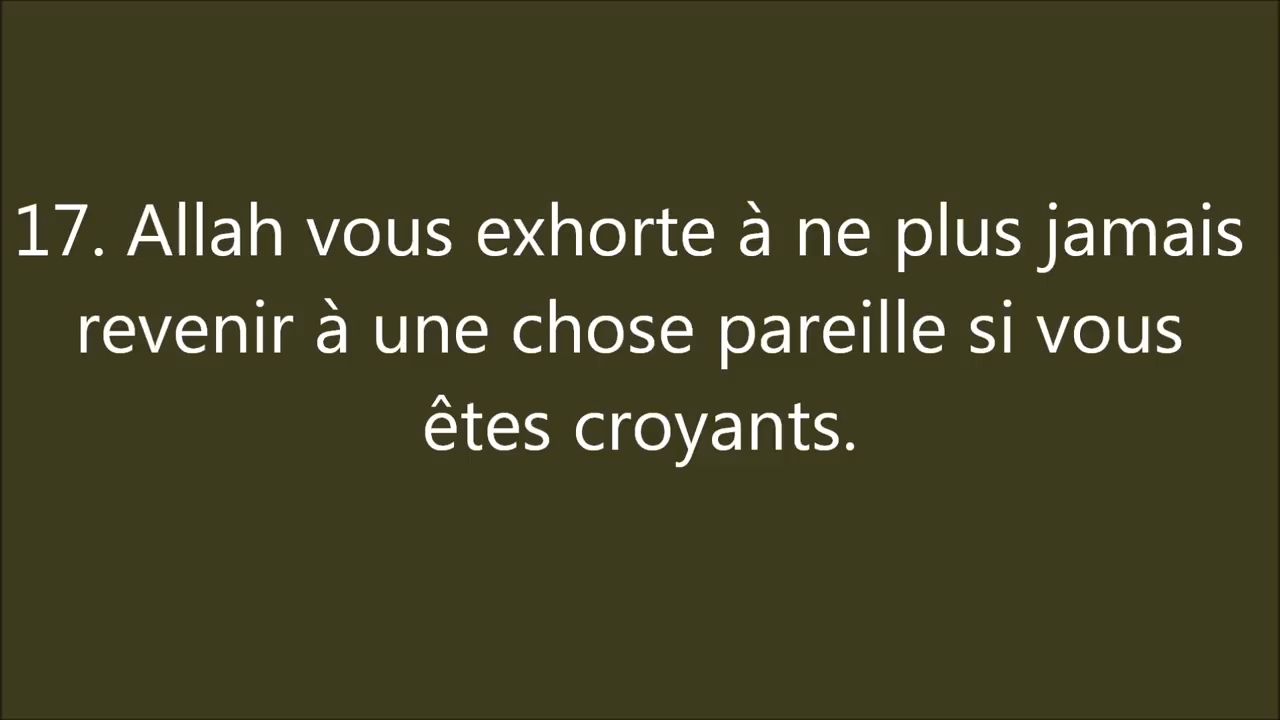 17. Allah vous exhorte à ne plus jamais
revenir à une chose pareille si vous
êtes croyants.